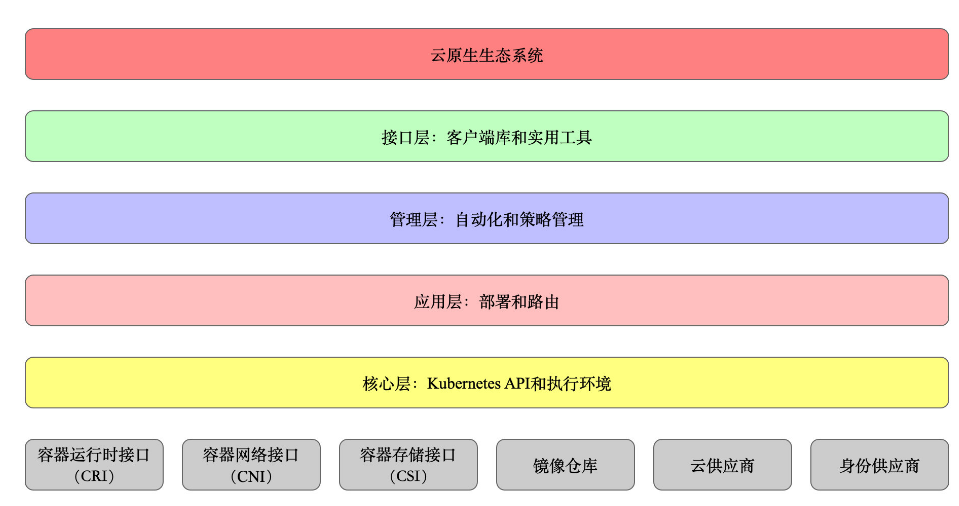 云原生生态系统
接口层：客户端库和实用工具
管理层：自动化和策略管理
应用层：部署和路由
核心层：Kubernetes API和执行环境
容器运行时接口
（CRI）
容器网络接口
（CNI）
容器存储接口
（CSI）
镜像仓库
云供应商
身份供应商